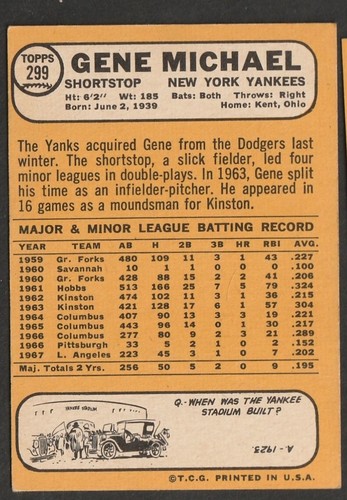 TOPPS
299
GENE MICHAEL
SHORTSTOP NEW YORK YANKEES
Ht: 6'2" Wt: 185 Bats: Both Throws: Right
Born: June 2, 1939 Home: Kent, Ohio
The Yanks acquired Gene from the Dodgers last
winter. The shortstop, a slick fielder, led four
minor leagues in double-plays. In 1963, Gene split
his time as an infielder-pitcher. He appeared in
16 games as a moundsman for Kinston.
MAJOR & MINOR LEAGUE BATTING RECORD
YEAR TEAM AB H 2B 3B HR RBI AVG.
1959 Gr. Forks 480 109 11 3 1 43 .227
1960 Savannah 10 1 0 0 0 0 .100
1960 Gr. Forks 428 88 15 2 2 41 .206
1961 Hobbs 513 166 25 7 5 79 .324
1962 Kinston 474 102 11 3 1 36 .215
1963 Kinston 421 128 17 6 1 57 .304
1964 Columbus 407 90 13 3 3 19 .221
1965 Columbus 443 96 14 0 1 30 .217
1966 Columbus 277 80 9 2 3 21 .289
1966 Pittsburgh 33 5 2 1 0 2 .152
1967 L. Angeles 223 45 3 1 0 7 .202
Maj. Totals 2 Yrs. 256 50 5 2 0 9 .195
YANKEE STADIUM
Q.-WHEN WAS THE YANKEE
STADIUM BUILT?
A-1923.
©T.C.G. PRINTED IN U.S.A.